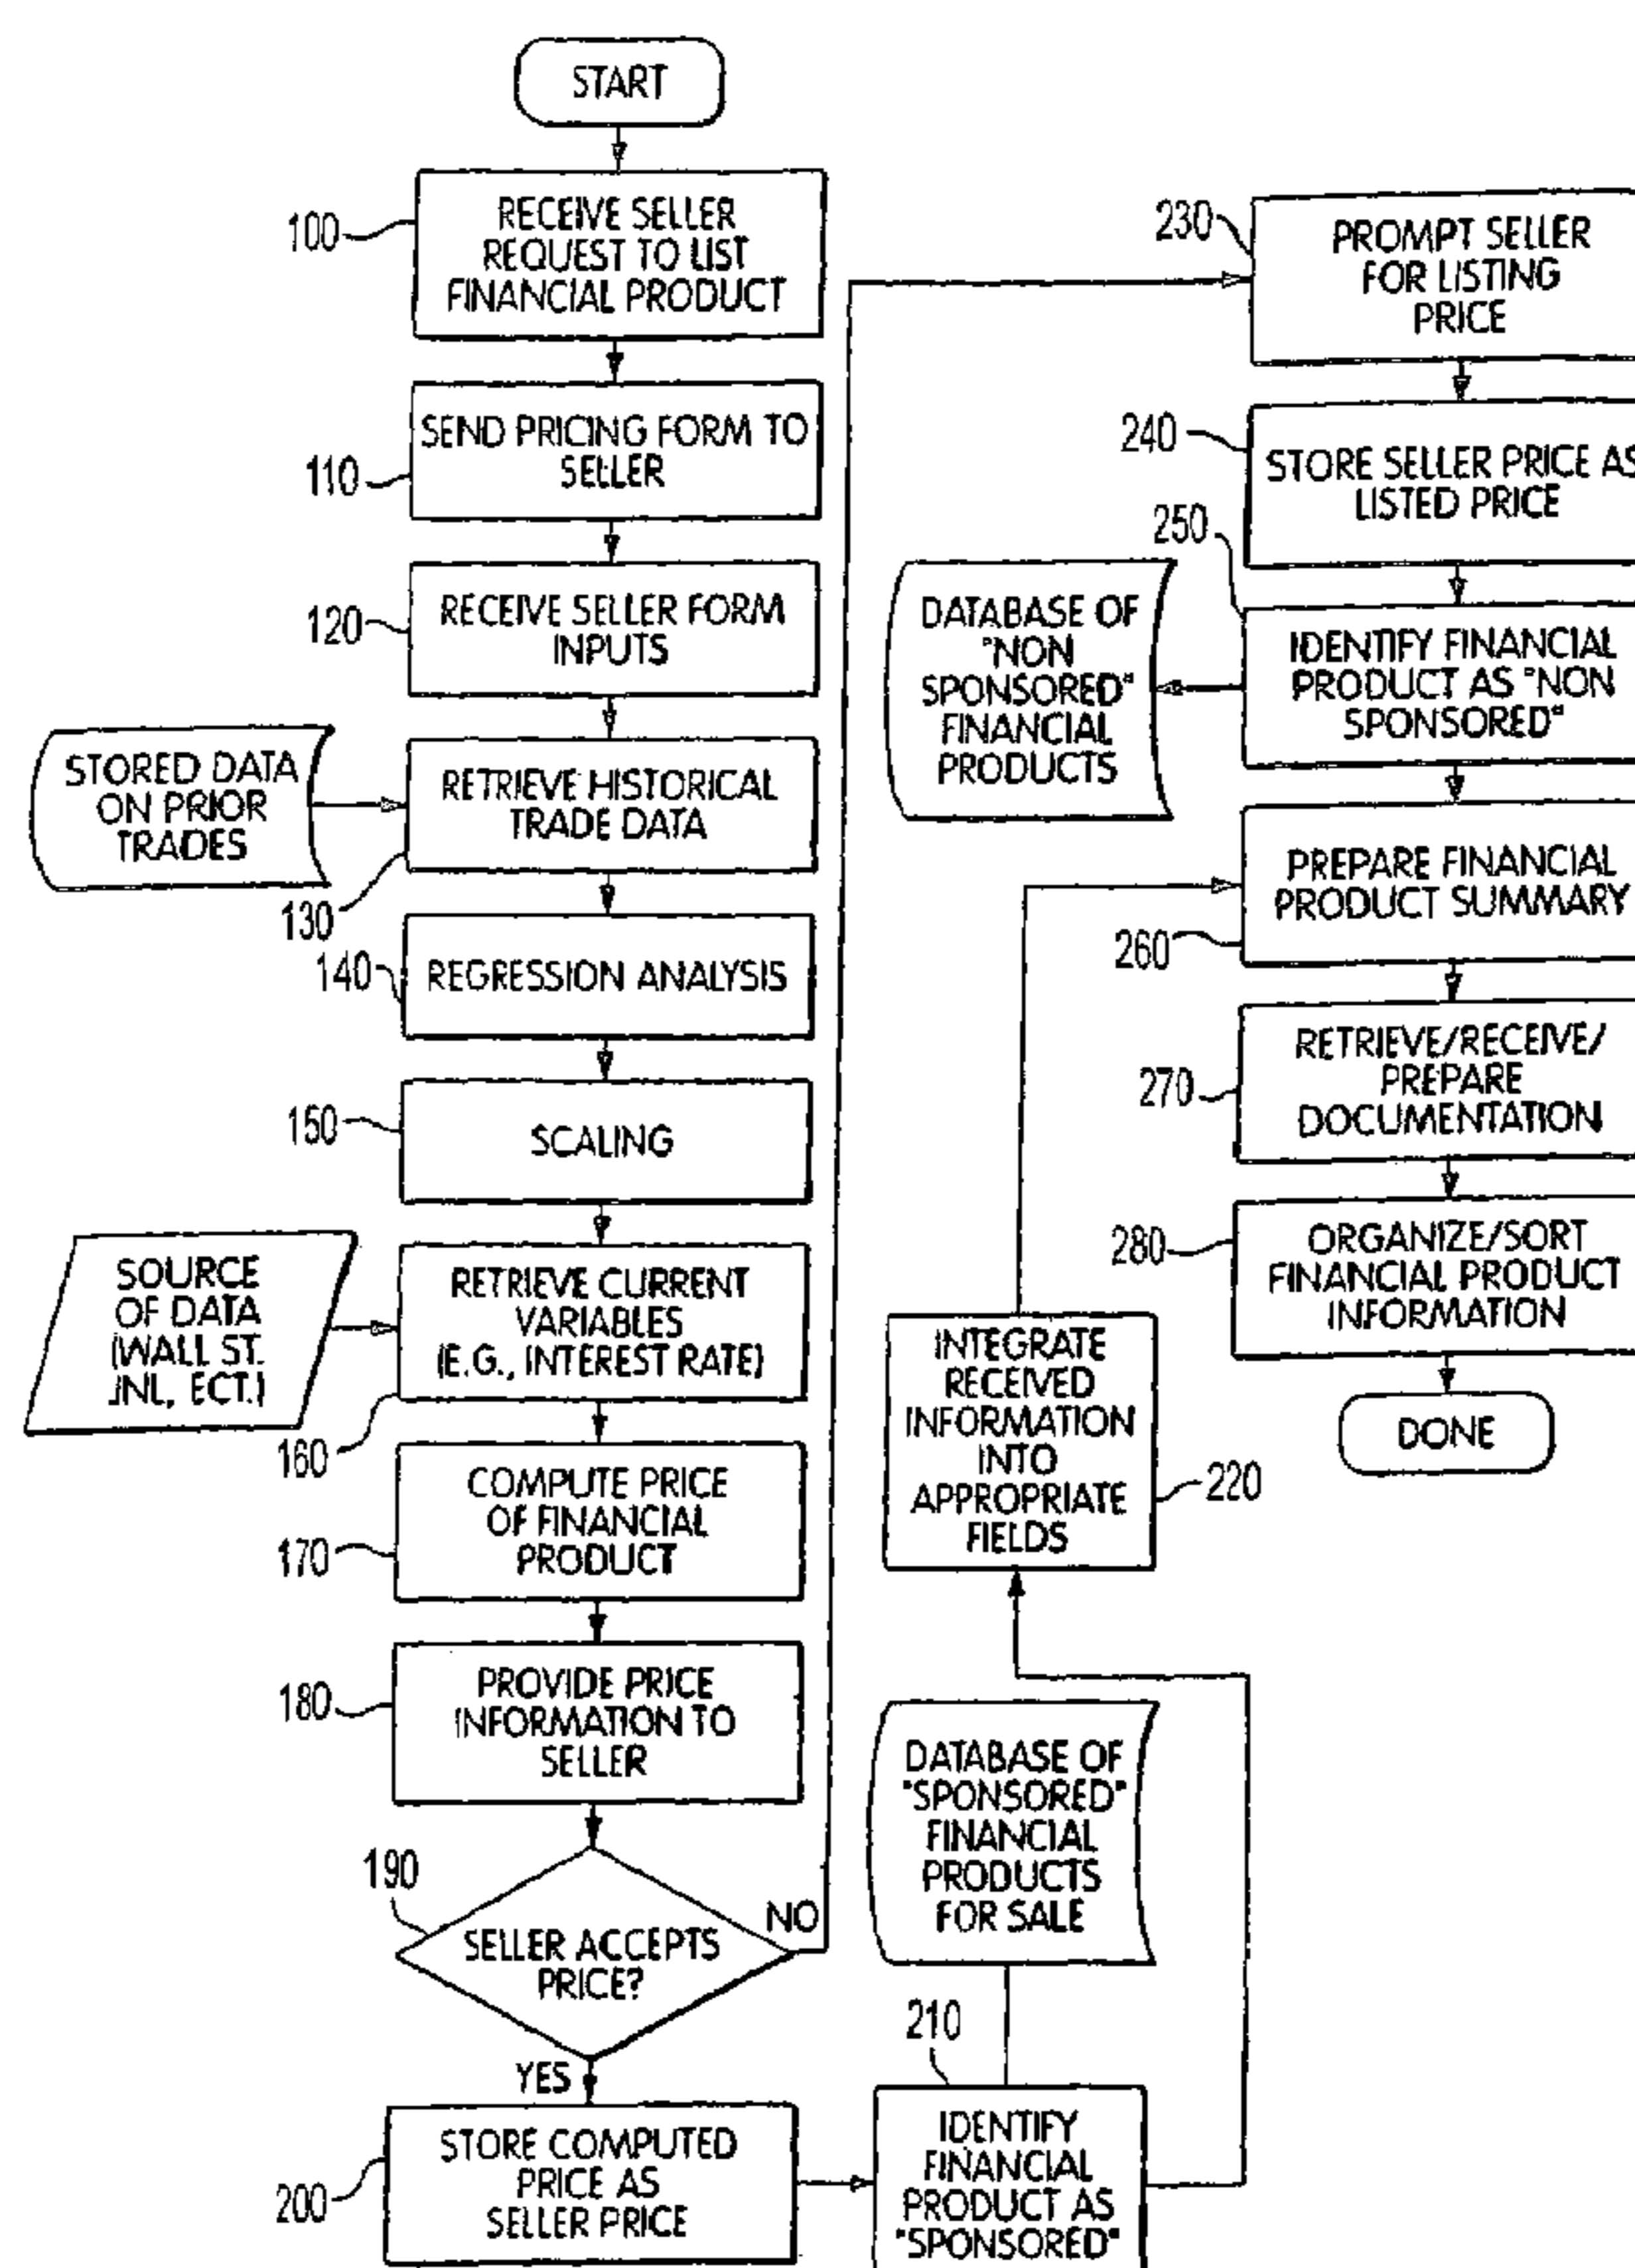 START
100
RECEIVE SELLER
REQUEST TO LIST
FINANCIAL PRODUCT
110
SEND PRICING FORM TO
SELLER
120
RECEIVE SELLER FORM
INPUTS
STORED DATA
ON PRIOR
TRADES
130
RETRIEVE HISTORICAL
TRADE DATA
140
REGRESSION ANALYSIS
150
SCALING
SOURCE
OF DATA
(WALL ST.
JNL, ECT.)
160
RETRIEVE CURRENT
VARIABLES
(E.G., INTEREST RATE)
170
COMPUTE PRICE
OF FINANCIAL
PRODUCT
180
PROVIDE PRICE
INFORMATION TO
SELLER
190
SELLER ACCEPTS
PRICE?
NO
YES
200
STORE COMPUTED
PRICE AS
SELLER PRICE
210
IDENTIFY
FINANCIAL
PRODUCT AS
"SPONSORED"
DATABASE OF
"SPONSORED"
FINANCIAL
PRODUCTS
FOR SALE
220
INTEGRATE
RECEIVED
INFORMATION
INTO
APPROPRIATE
FIELDS
230
PROMPT SELLER
FOR LISTING
PRICE
240
STORE SELLER PRICE AS
LISTED PRICE
250
IDENTIFY FINANCIAL
PRODUCT AS "NON
SPONSORED"
DATABASE OF
"NON
SPONSORED"
FINANCIAL
PRODUCTS
260
PREPARE FINANCIAL
PRODUCT SUMMARY
270
RETRIEVE/RECEIVE/
PREPARE
DOCUMENTATION
280
ORGANIZE/SORT
FINANCIAL PRODUCT
INFORMATION
DONE